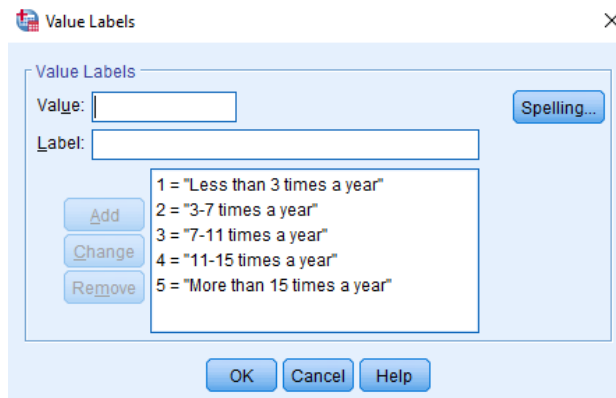 Value Labels
Value Labels
Value:
Spelling...
Label:
1 = "Less than 3 times a year"
2 = "3-7 times a year"
3 = "7-11 times a year"
4 = "11-15 times a year"
5 = "More than 15 times a year"
Add
Change
Remove
OK Cancel Help